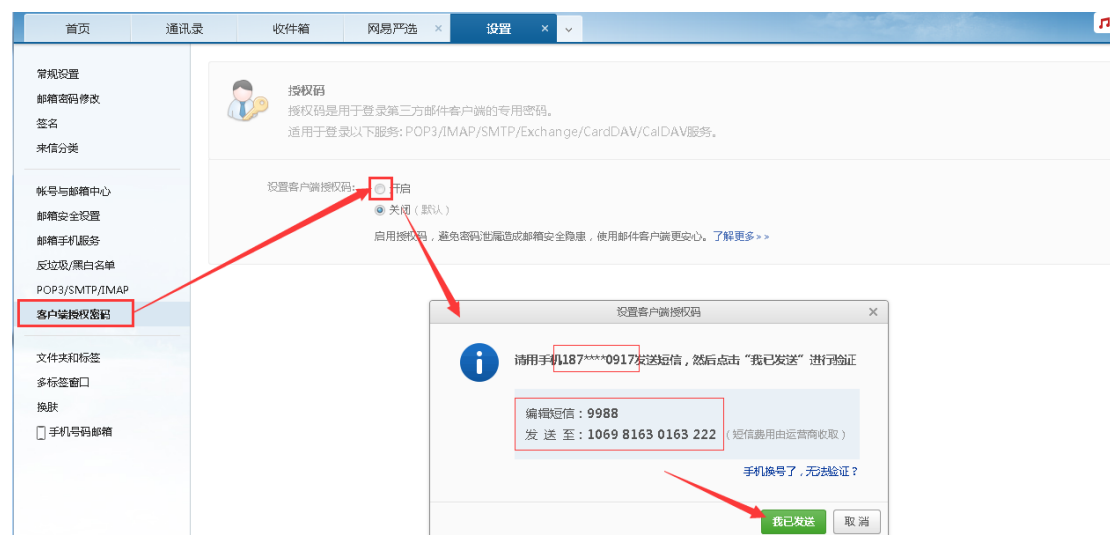 首页 通讯录 收件箱 网易严选 × 设置 ×
常规设置
邮箱密码修改
签名
来信分类
帐号与邮箱中心
邮箱安全设置
邮箱手机服务
反垃圾/黑白名单
POP3/SMTP/IMAP
客户端授权密码
文件夹和标签
多标签窗口
换肤
手机号码邮箱
授权码
授权码是用于登录第三方邮件客户端的专用密码。
适用于登录以下服务: POP3/IMAP/SMTP/Exchange/CardDAV/CalDAV服务。
设置客户端授权码: 开启
关闭（默认）
启用授权码，避免密码泄漏造成邮箱安全隐患，使用邮件客户端更安心。了解更多>>
设置客户端授权码 ×
请用手机187****0917发送短信，然后点击“我已发送”进行验证
编辑短信：9988
发 送 至：1069 8163 0163 222（短信费用由运营商收取）
手机换号了，无法验证？
我已发送 取 消